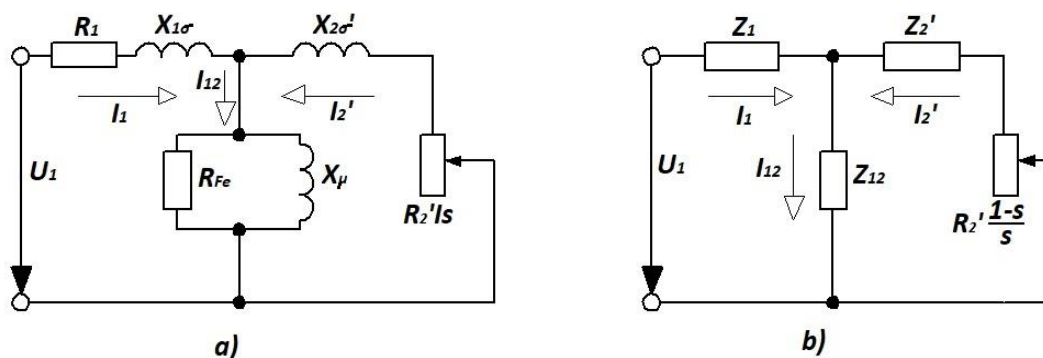 R1
X1σ
X2σ'
I12
I1
I2'
U1
RFe
Xμ
R2'Is
a)
Z1
Z2'
I1
I2'
U1
I12
Z12
R2' 1-s
s
b)